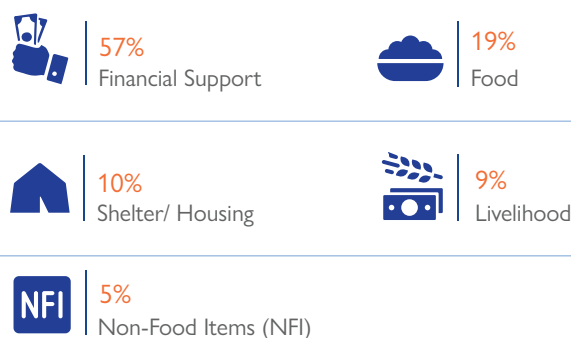 57%
Financial Support
19%
Food
10%
Shelter/ Housing
9%
Livelihood
NFI
5%
Non-Food Items (NFI)